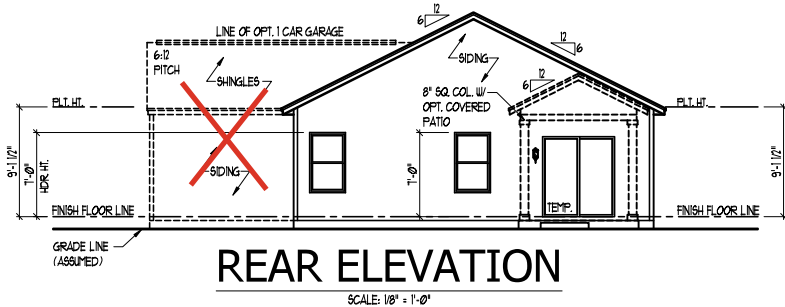 12
6
LINE OF OPT. 1 CAR GARAGE
12
6
6:12
PITCH
SIDING
SHINGLES
12
6
8" SQ. COL. W/
OPT. COVERED
PATIO
PLT. HT.
PLT. HT.
9'-1 1/2"
7'-0"
HDR. HT.
SIDING
7'-0"
9'-1 1/2"
TEMP.
FINISH FLOOR LINE
FINISH FLOOR LINE
GRADE LINE
(ASSUMED)
REAR ELEVATION
SCALE: 1/8" = 1'-0"